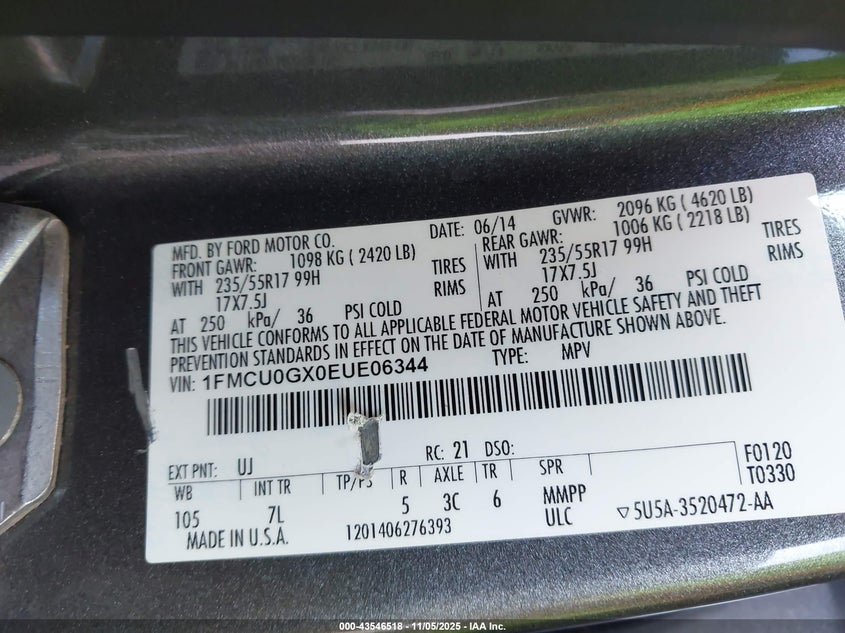 MFD. BY FORD MOTOR CO.
DATE: 06/14 GVWR: 2096 KG ( 4620 LB)
FRONT GAWR: 1098 KG ( 2420 LB)
WITH 235/55R17 99H TIRES
17X7.5J RIMS
AT 250 kPa/ 36 PSI COLD
REAR GAWR: 1006 KG ( 2218 LB)
WITH 235/55R17 99H TIRES
17X7.5J RIMS
AT 250 kPa/ 36 PSI COLD
THIS VEHICLE CONFORMS TO ALL APPLICABLE FEDERAL MOTOR VEHICLE SAFETY AND THEFT
PREVENTION STANDARDS IN EFFECT ON THE DATE OF MANUFACTURE SHOWN ABOVE.
VIN: 1FMCU0GX0EUE06344 TYPE: MPV
EXT PNT: UJ RC: 21 DSO: F0120
WB INT TR TP/PS R AXLE TR SPR T0330
105 7L 5 3C 6 MMPP
ULC ▽5U5A-3520472-AA
MADE IN U.S.A. 1201406276393
000-43546518 - 11/05/2025 - IAA Inc.